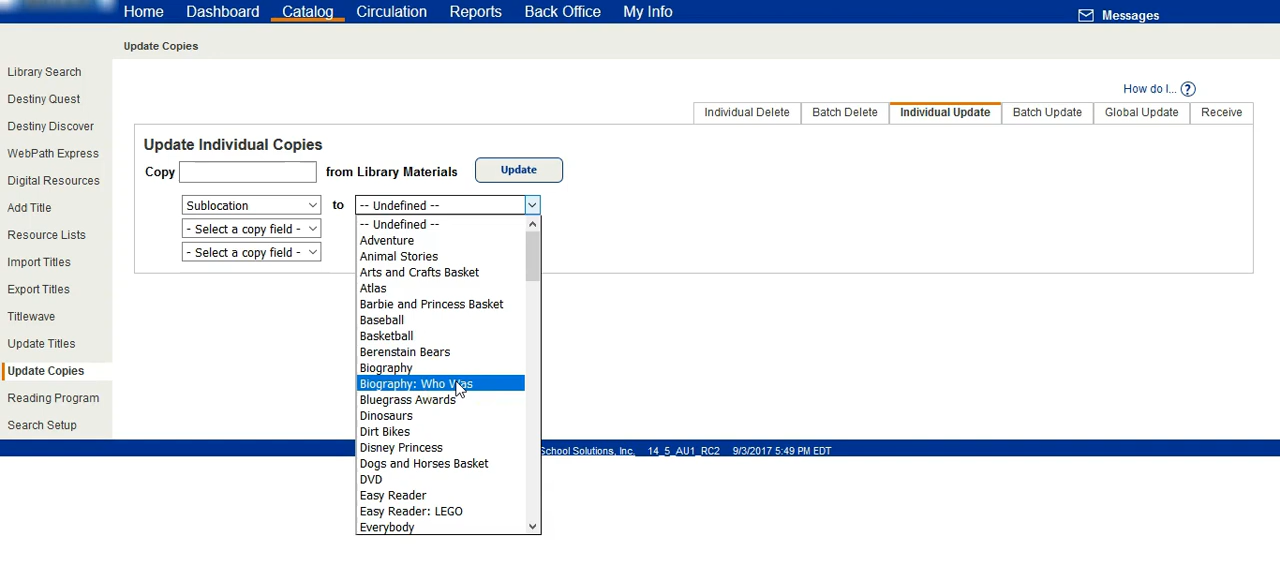 Home Dashboard Catalog Circulation Reports Back Office My Info Messages
Update Copies
Library Search
Destiny Quest
Destiny Discover
WebPath Express
Digital Resources
Add Title
Resource Lists
Import Titles
Export Titles
Titlewave
Update Titles
Update Copies
Reading Program
Search Setup
How do I... ?
Individual Delete Batch Delete Individual Update Batch Update Global Update Receive
Update Individual Copies
Copy from Library Materials Update
Sublocation to -- Undefined --
- Select a copy field -
- Select a copy field -
-- Undefined --
Adventure
Animal Stories
Arts and Crafts Basket
Atlas
Barbie and Princess Basket
Baseball
Basketball
Berenstain Bears
Biography
Biography: Who Was
Bluegrass Awards
Dinosaurs
Dirt Bikes
Disney Princess
Dogs and Horses Basket
DVD
Easy Reader
Easy Reader: LEGO
Everybody
School Solutions, Inc. 14_5_AU1_RC2 9/3/2017 5:49 PM EDT